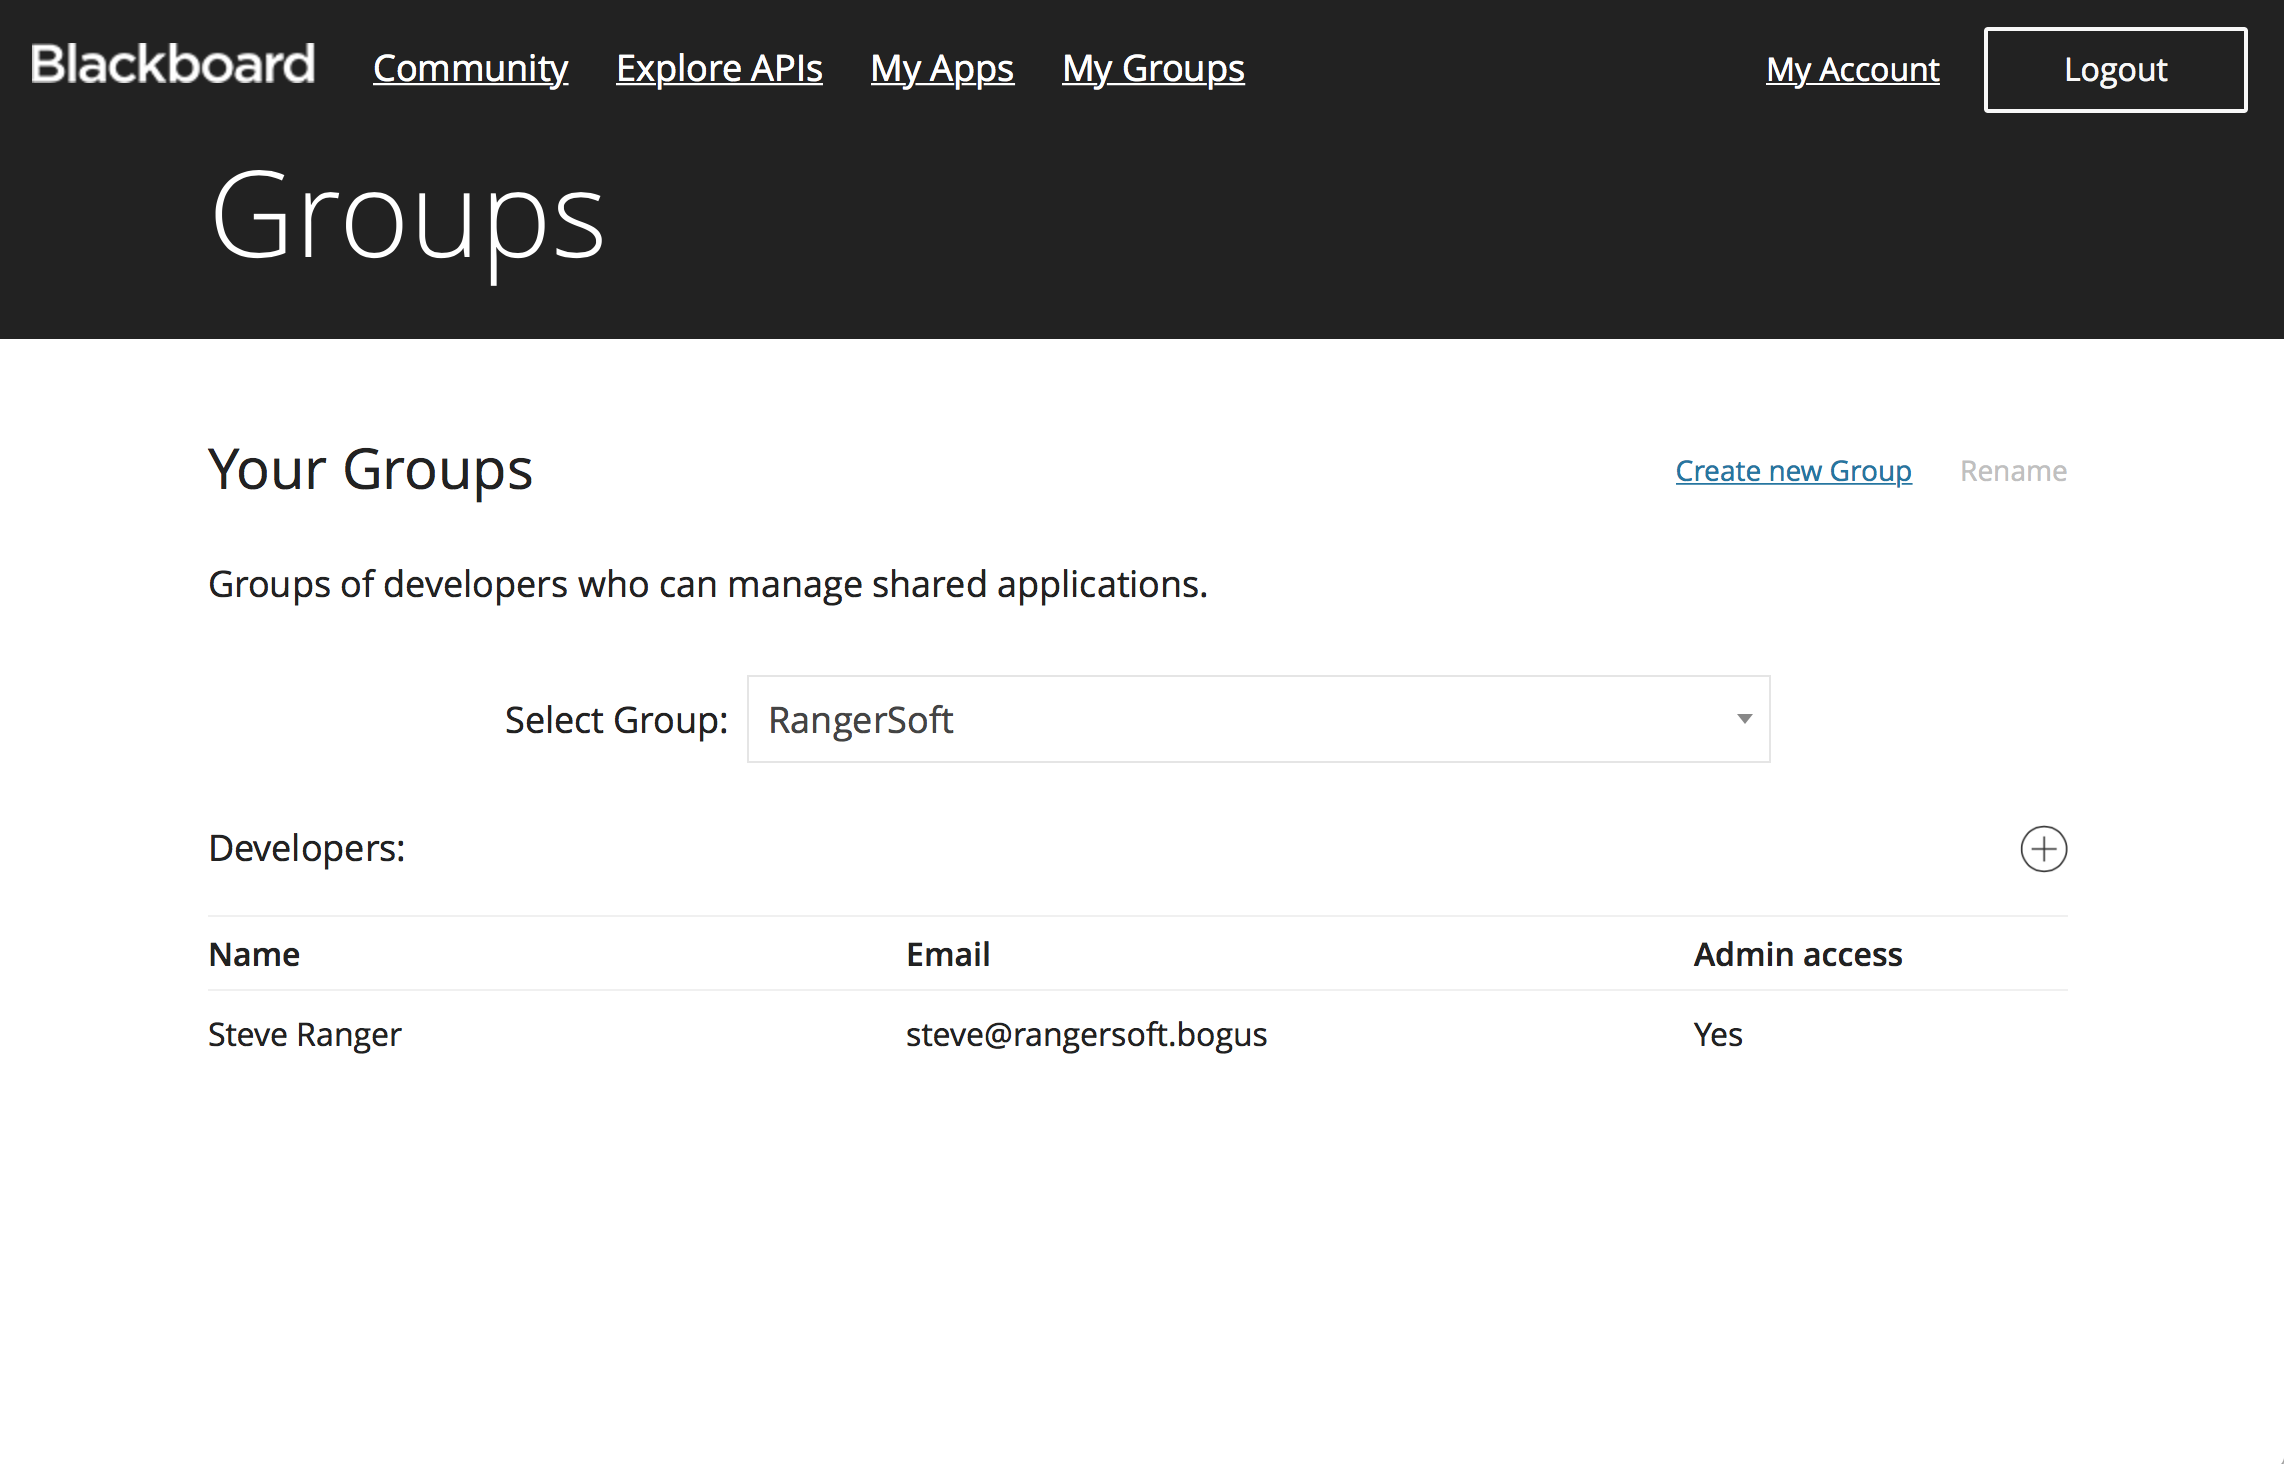 Blackboard Community Explore APIs My Apps My Groups My Account Logout
Groups
Your Groups Create new Group Rename
Groups of developers who can manage shared applications.
Select Group: RangerSoft
Developers:
Name Email Admin access
Steve Ranger steve@rangersoft.bogus Yes